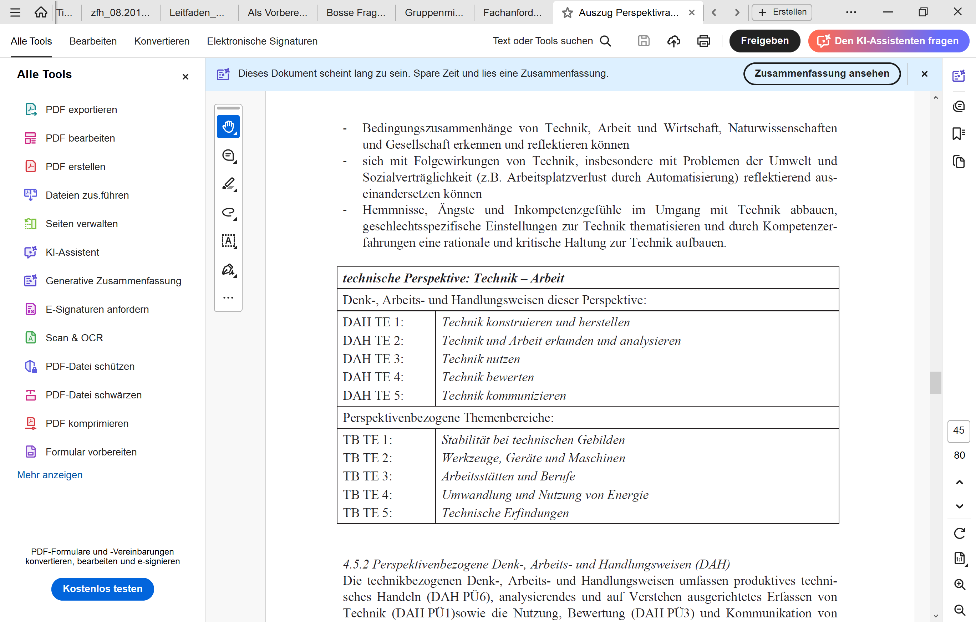 Ti...
zfh_08.201...
Leitfaden_...
Als Vorbere...
Bosse Frag...
Gruppenmi...
Fachanford...
Auszug Perspektivra...
Erstellen
Alle Tools
Bearbeiten
Konvertieren
Elektronische Signaturen
Text oder Tools suchen
Freigeben
Den KI-Assistenten fragen
Alle Tools
Dieses Dokument scheint lang zu sein. Spare Zeit und lies eine Zusammenfassung.
Zusammenfassung ansehen
PDF exportieren
PDF bearbeiten
PDF erstellen
Dateien zus.führen
Seiten verwalten
KI-Assistent
Generative Zusammenfassung
E-Signaturen anfordern
Scan & OCR
PDF-Datei schützen
PDF-Datei schwärzen
PDF komprimieren
Formular vorbereiten
Mehr anzeigen
PDF-Formulare und -Vereinbarungen
konvertieren, bearbeiten und e-signieren
Kostenlos testen
- Bedingungszusammenhänge von Technik, Arbeit und Wirtschaft, Naturwissenschaften
und Gesellschaft erkennen und reflektieren können
- sich mit Folgewirkungen von Technik, insbesondere mit Problemen der Umwelt und
Sozialverträglichkeit (z.B. Arbeitsplatzverlust durch Automatisierung) reflektierend aus-
einandersetzen können
- Hemmnisse, Ängste und Inkompetenzgefühle im Umgang mit Technik abbauen,
geschlechtsspezifische Einstellungen zur Technik thematisieren und durch Kompetenzer-
fahrungen eine rationale und kritische Haltung zur Technik aufbauen.
technische Perspektive: Technik – Arbeit
Denk-, Arbeits- und Handlungsweisen dieser Perspektive:
DAH TE 1: Technik konstruieren und herstellen
DAH TE 2: Technik und Arbeit erkunden und analysieren
DAH TE 3: Technik nutzen
DAH TE 4: Technik bewerten
DAH TE 5: Technik kommunizieren
Perspektivenbezogene Themenbereiche:
TB TE 1: Stabilität bei technischen Gebilden
TB TE 2: Werkzeuge, Geräte und Maschinen
TB TE 3: Arbeitsstätten und Berufe
TB TE 4: Umwandlung und Nutzung von Energie
TB TE 5: Technische Erfindungen
4.5.2 Perspektivenbezogene Denk-, Arbeits- und Handlungsweisen (DAH)
Die technikbezogenen Denk-, Arbeits- und Handlungsweisen umfassen produktives techni-
sches Handeln (DAH PÜ6), analysierendes und auf Verstehen ausgerichtetes Erfassen von
Technik (DAH PÜ1)sowie die Nutzung, Bewertung (DAH PÜ3) und Kommunikation von
45
80